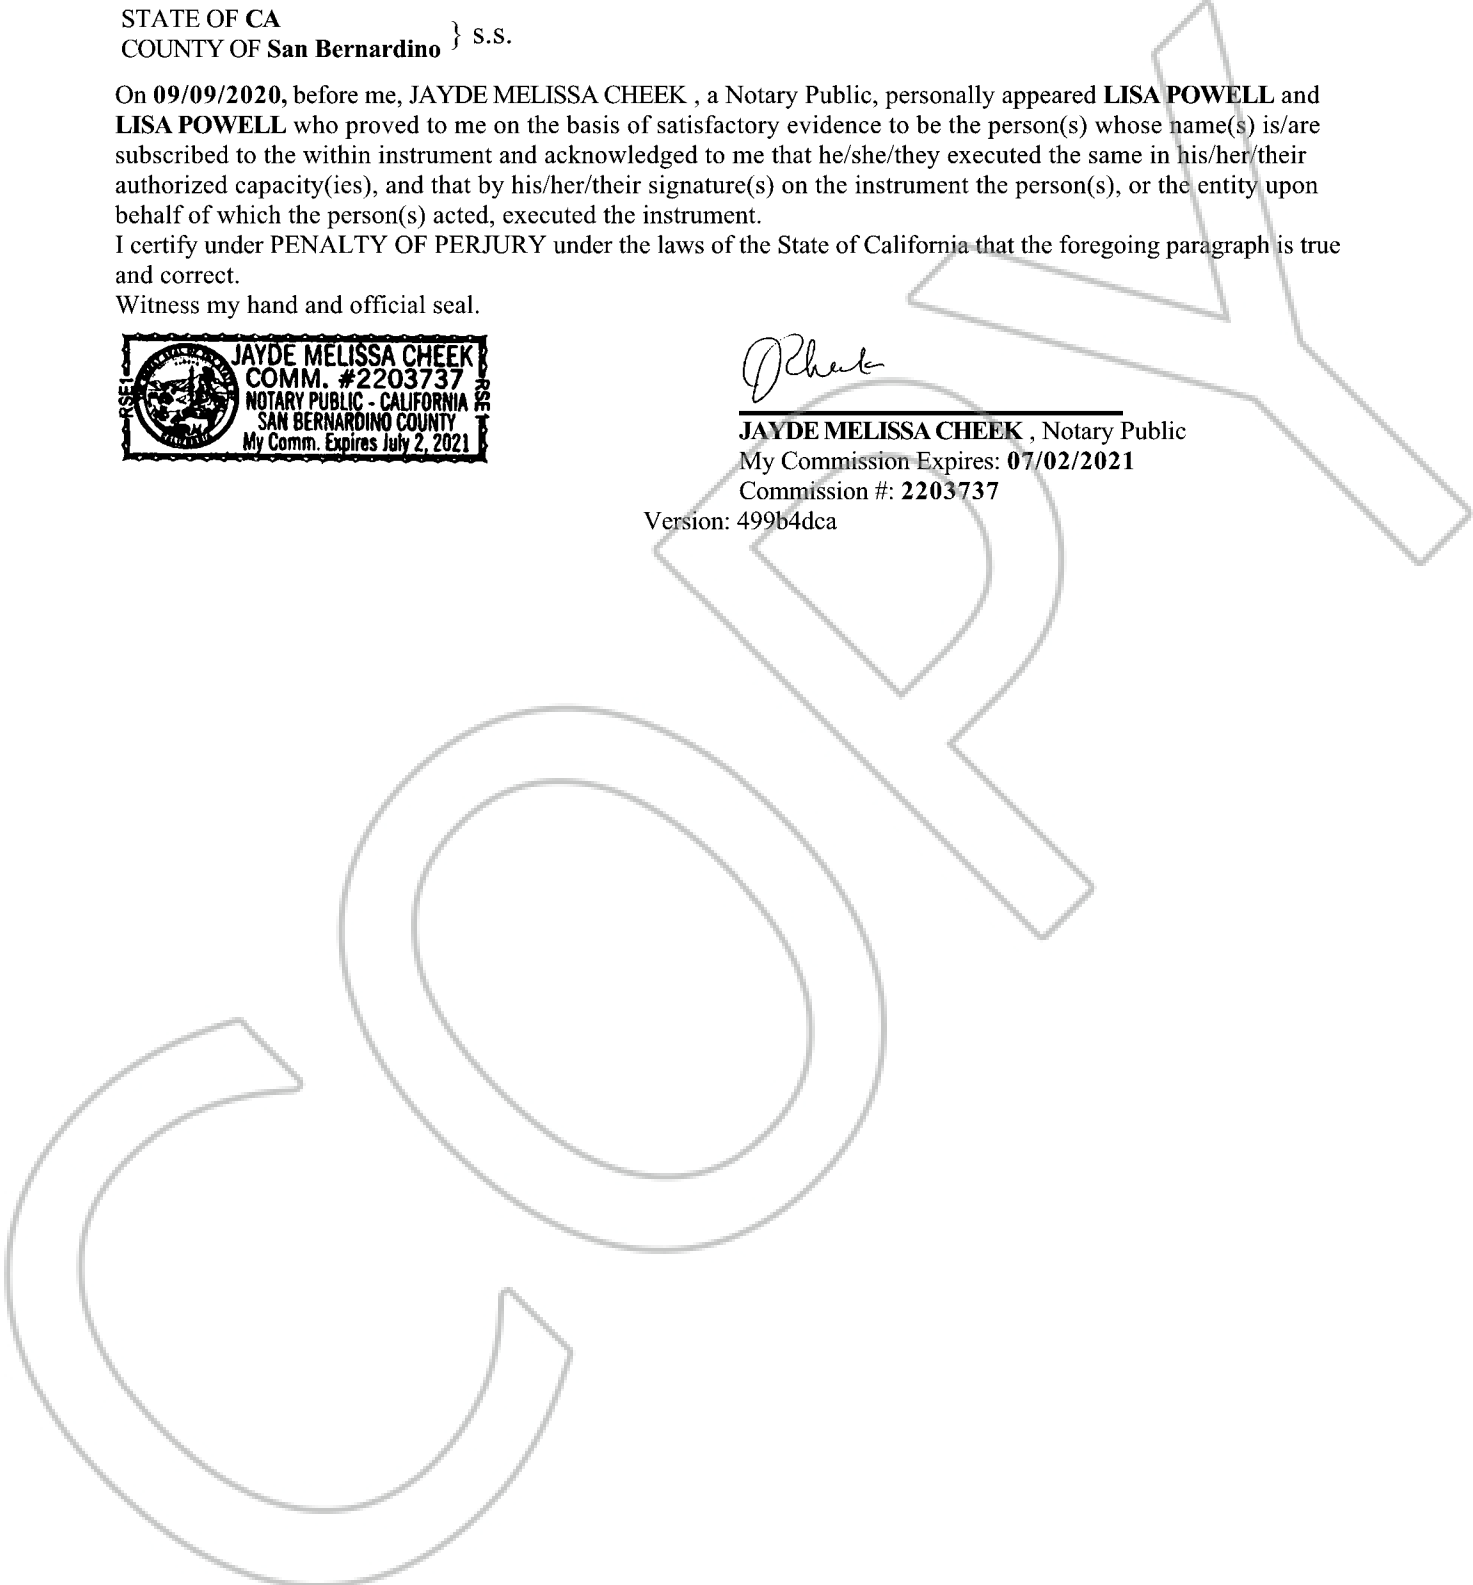 STATE OF CA
COUNTY OF San Bernardino } s.s.
On 09/09/2020, before me, JAYDE MELISSA CHEEK , a Notary Public, personally appeared LISA POWELL and
LISA POWELL who proved to me on the basis of satisfactory evidence to be the person(s) whose name(s) is/are
subscribed to the within instrument and acknowledged to me that he/she/they executed the same in his/her/their
authorized capacity(ies), and that by his/her/their signature(s) on the instrument the person(s), or the entity upon
behalf of which the person(s) acted, executed the instrument.
I certify under PENALTY OF PERJURY under the laws of the State of California that the foregoing paragraph is true
and correct.
Witness my hand and official seal.
JAYDE MELISSA CHEEK
COMM. #2203737
NOTARY PUBLIC - CALIFORNIA
SAN BERNARDINO COUNTY
My Comm. Expires July 2, 2021
RSE1
RSE1
JCheek
JAYDE MELISSA CHEEK , Notary Public
My Commission Expires: 07/02/2021
Commission #: 2203737
Version: 499b4dca
COPY